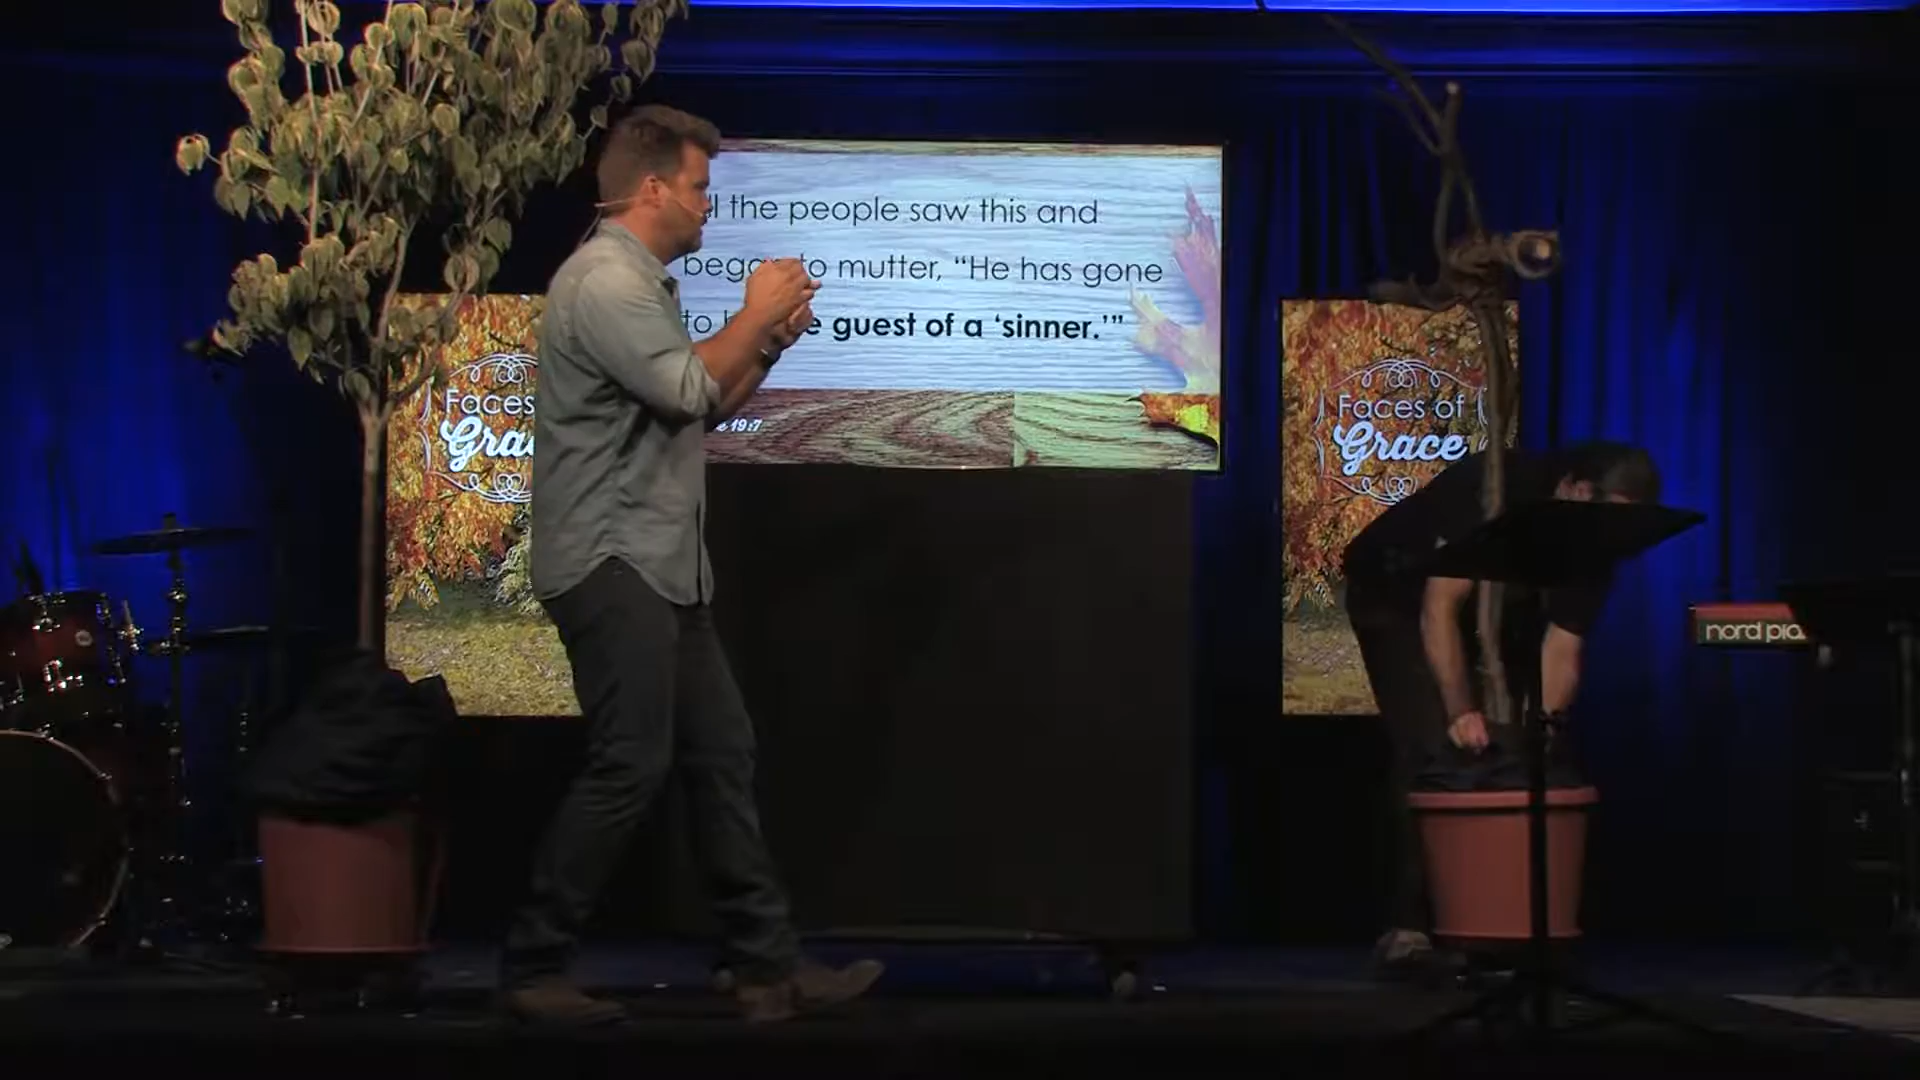 the people saw this and
to mutter, “He has gone
to guest of a ‘sinner.’”
19:7
Faces
Faces of
Grace
nord